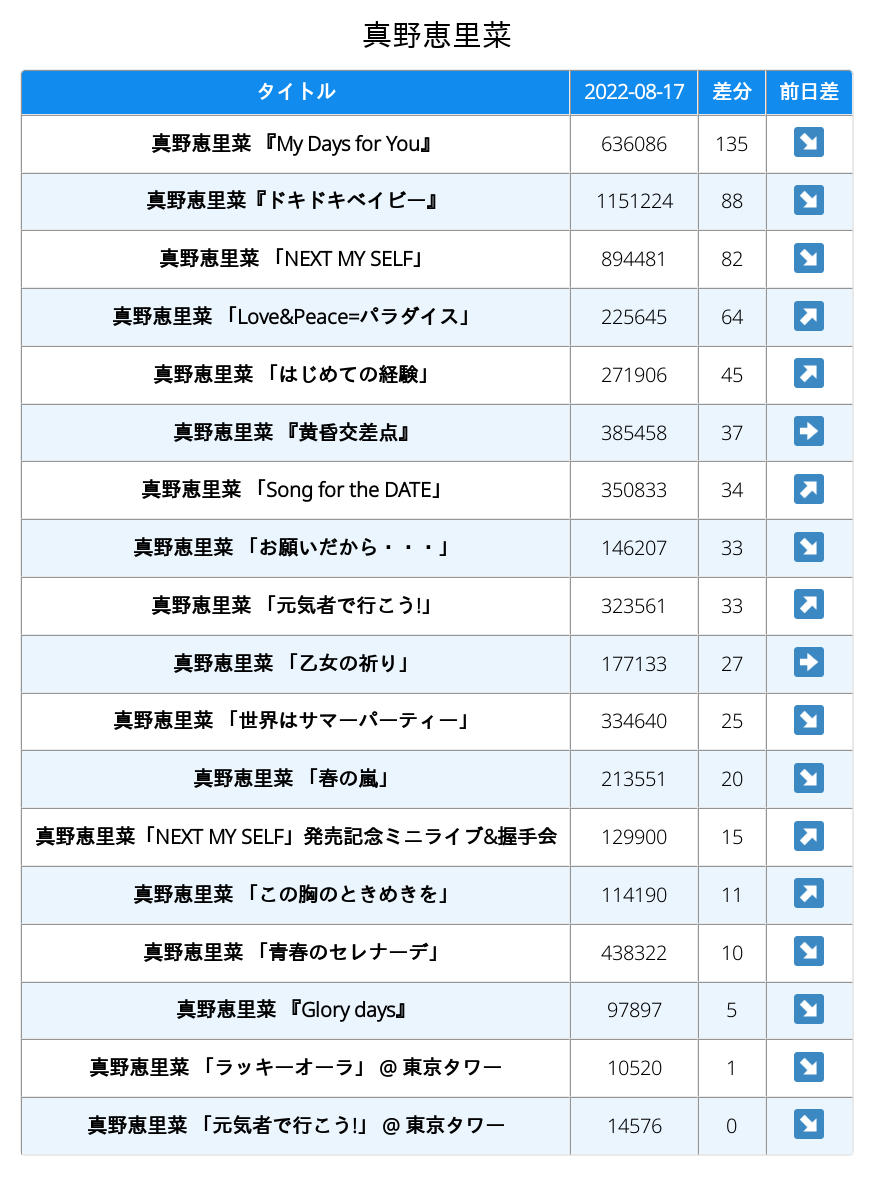 真野恵里菜
タイトル 2022-08-17 差分 前日差
真野恵里菜 『My Days for You』 636086 135 ↘
真野恵里菜『ドキドキベイビー』 1151224 88 ↘
真野恵里菜 「NEXT MY SELF」 894481 82 ↘
真野恵里菜 「Love&Peace=パラダイス」 225645 64 ↗
真野恵里菜 「はじめての経験」 271906 45 ↗
真野恵里菜 『黄昏交差点』 385458 37 ➡
真野恵里菜 「Song for the DATE」 350833 34 ↗
真野恵里菜 「お願いだから・・・」 146207 33 ↘
真野恵里菜 「元気者で行こう!」 323561 33 ↗
真野恵里菜 「乙女の祈り」 177133 27 ➡
真野恵里菜 「世界はサマーパーティー」 334640 25 ↘
真野恵里菜 「春の嵐」 213551 20 ↘
真野恵里菜「NEXT MY SELF」発売記念ミニライブ&握手会 129900 15 ↗
真野恵里菜 「この胸のときめきを」 114190 11 ↗
真野恵里菜 「青春のセレナーデ」 438322 10 ↘
真野恵里菜 『Glory days』 97897 5 ↘
真野恵里菜 「ラッキーオーラ」 @ 東京タワー 10520 1 ↘
真野恵里菜 「元気者で行こう!」 @ 東京タワー 14576 0 ↘